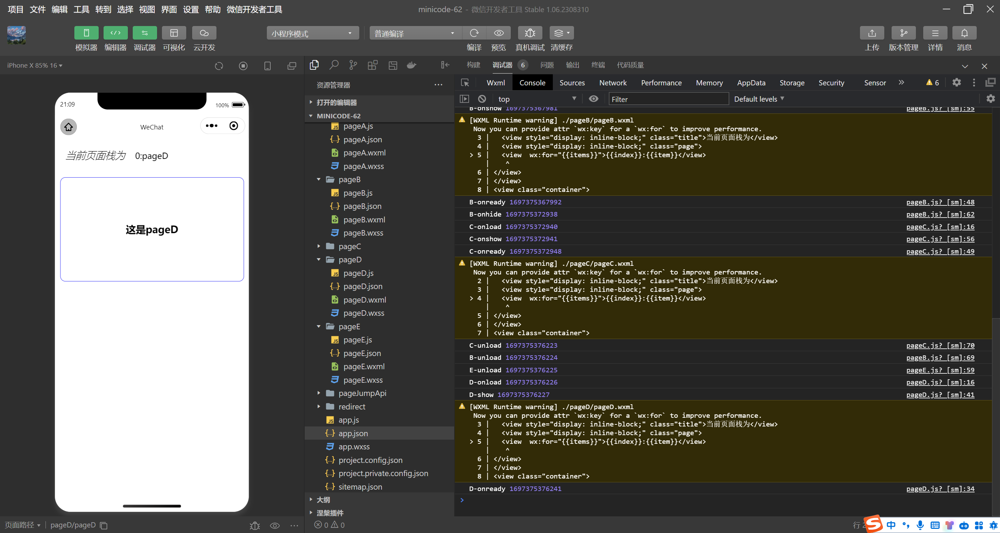 项目 文件 编辑 工具 转到 选择 视图 界面 设置 帮助 微信开发者工具
minicode-62 - 微信开发者工具 Stable 1.06.2308310
模拟器 编辑器 调试器 可视化 云开发
小程序模式
普通编译
编译 预览 真机调试 清缓存
上传 版本管理 详情 消息
iPhone X 85% 16
21:09
100%
WeChat
当前页面栈为 0:pageD
这是pageD
页面路径
pageD/pageD
资源管理器
打开的编辑器
MINICODE-62
pageA.js
pageA.json
pageA.wxml
pageA.wxss
pageB
pageB.js
pageB.json
pageB.wxml
pageB.wxss
pageC
pageD
pageD.js
pageD.json
pageD.wxml
pageD.wxss
pageE
pageE.js
pageE.json
pageE.wxml
pageE.wxss
pageJumpApi
redirect
app.js
app.json
app.wxss
project.config.json
project.private.config.json
sitemap.json
大纲
涅槃插件
0 0
构建 调试器 6 问题 输出 终端 代码质量
Wxml Console Sources Network Performance Memory AppData Storage Security Sensor 6
top Filter Default levels
B-onshow 1697375367981 pageB.js? [sm]:55
[WXML Runtime warning] ./pageB/pageB.wxml
Now you can provide attr `wx:key` for a `wx:for` to improve performance.
3 | <view style="display: inline-block;" class="title">当前页面栈为</view>
4 | <view style="display: inline-block;" class="page">
> 5 | <view  wx:for="{{items}}">{{index}}:{{item}}</view>
| ^
6 | </view>
7 | </view>
8 | <view class="container">
B-onready 1697375367992 pageB.js? [sm]:48
B-onhide 1697375372938 pageB.js? [sm]:62
C-onload 1697375372940 pageC.js? [sm]:16
C-onshow 1697375372941 pageC.js? [sm]:56
C-onready 1697375372948 pageC.js? [sm]:49
[WXML Runtime warning] ./pageC/pageC.wxml
Now you can provide attr `wx:key` for a `wx:for` to improve performance.
2 | <view style="display: inline-block;" class="title">当前页面栈为</view>
3 | <view style="display: inline-block;" class="page">
> 4 | <view  wx:for="{{items}}">{{index}}:{{item}}</view>
| ^
5 | </view>
6 | </view>
7 | <view class="container">
C-unload 1697375376223 pageC.js? [sm]:70
B-unload 1697375376224 pageB.js? [sm]:69
E-unload 1697375376225 pageE.js? [sm]:59
D-onload 1697375376226 pageD.js? [sm]:16
D-show 1697375376227 pageD.js? [sm]:41
[WXML Runtime warning] ./pageD/pageD.wxml
Now you can provide attr `wx:key` for a `wx:for` to improve performance.
3 | <view style="display: inline-block;" class="title">当前页面栈为</view>
4 | <view style="display: inline-block;" class="page">
> 5 | <view  wx:for="{{items}}">{{index}}:{{item}}</view>
| ^
6 | </view>
7 | </view>
8 | <view class="container">
D-onready 1697375376241 pageD.js? [sm]:34
>
行
中